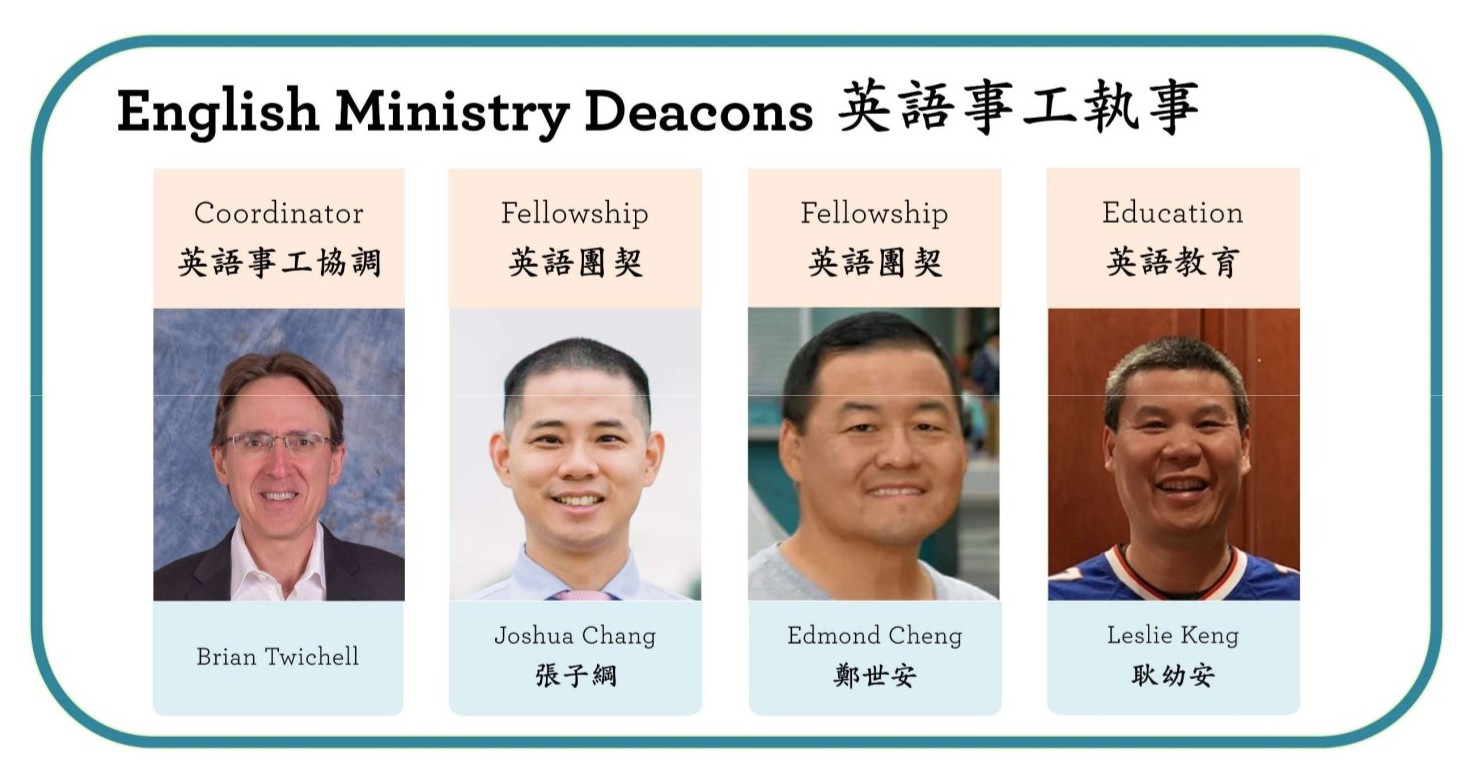 English Ministry Deacons 英語事工執事
Coordinator
英語事工協調
Fellowship
英語團契
Fellowship
英語團契
Education
英語教育
Brian Twichell
Joshua Chang
張子綱
Edmond Cheng
鄭世安
Leslie Keng
耿幼安